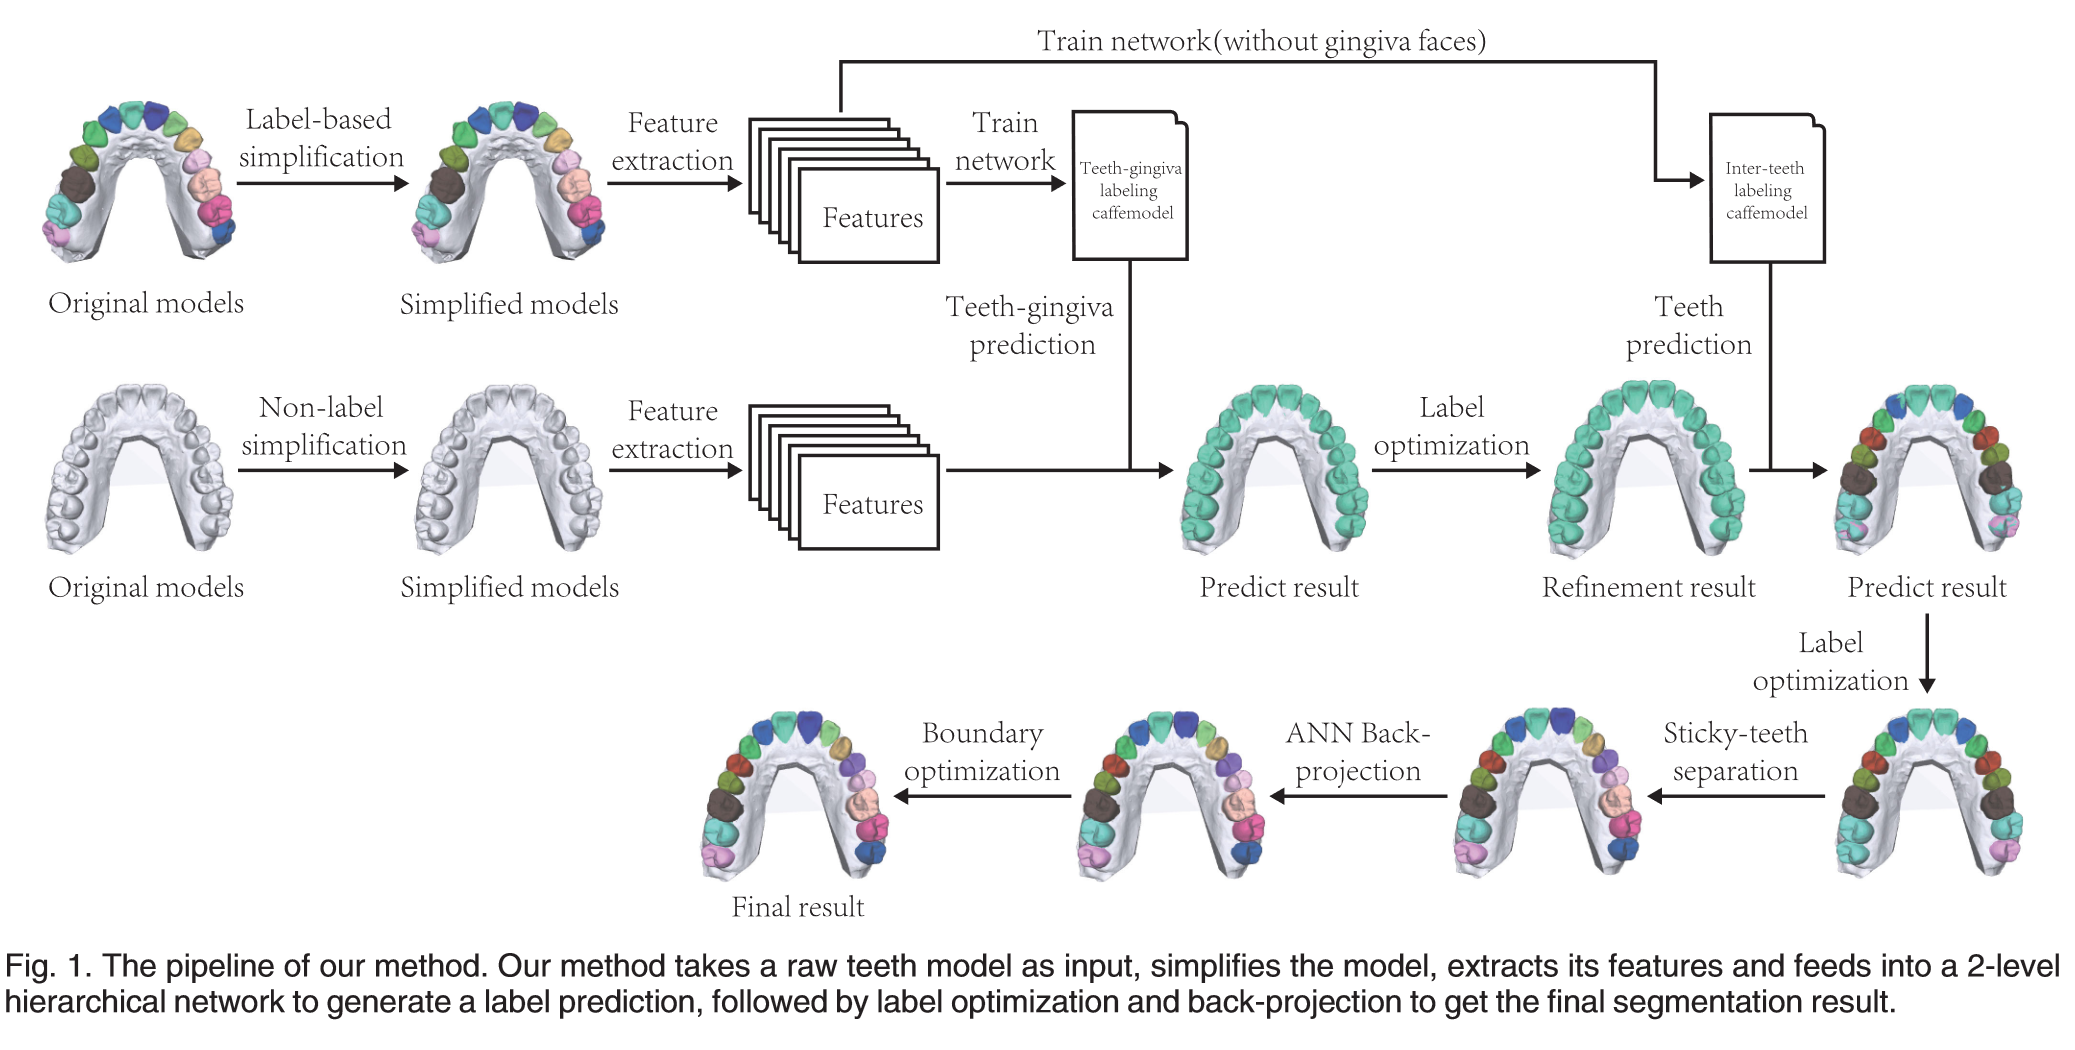 Train network(without gingiva faces)
Label-based
simplification
Feature
extraction
Train
network
Features
Teeth-gingiva
labeling
caffemodel
Inter-teeth
labeling
caffemodel
Original models
Simplified models
Teeth-gingiva
prediction
Teeth
prediction
Non-label
simplification
Feature
extraction
Features
Label
optimization
Original models
Simplified models
Predict result
Refinement result
Predict result
Label
optimization
Boundary
optimization
ANN Back-
projection
Sticky-teeth
separation
Final result
Fig. 1. The pipeline of our method. Our method takes a raw teeth model as input, simplifies the model, extracts its features and feeds into a 2-level
hierarchical network to generate a label prediction, followed by label optimization and back-projection to get the final segmentation result.